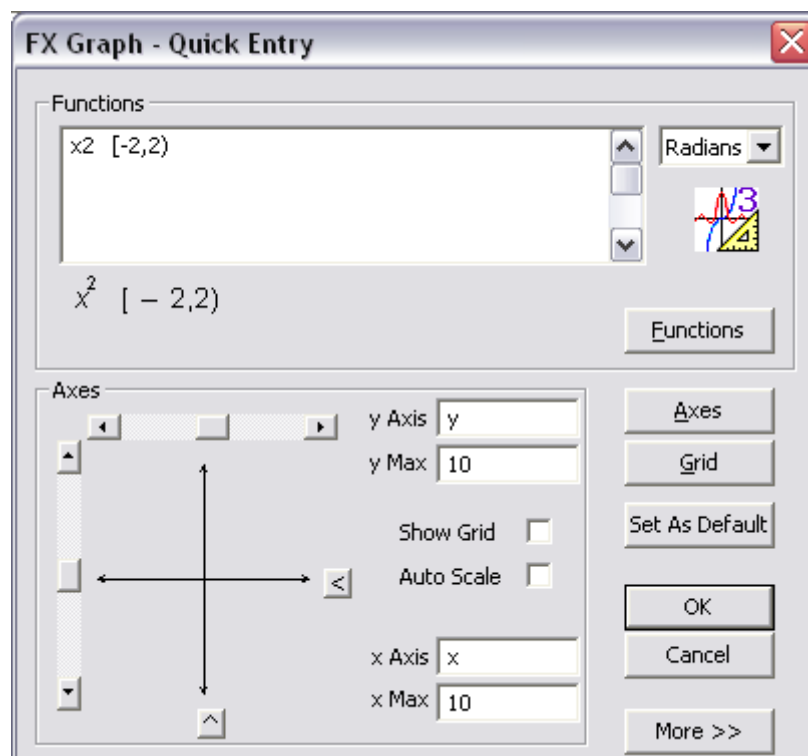 FX Graph - Quick Entry
Functions
x2 [-2,2)
Radians
3
x² [ – 2,2)
Functions
Axes
y Axis y
y Max 10
Show Grid
Auto Scale
<
x Axis x
x Max 10
^
Axes
Grid
Set As Default
OK
Cancel
More >>